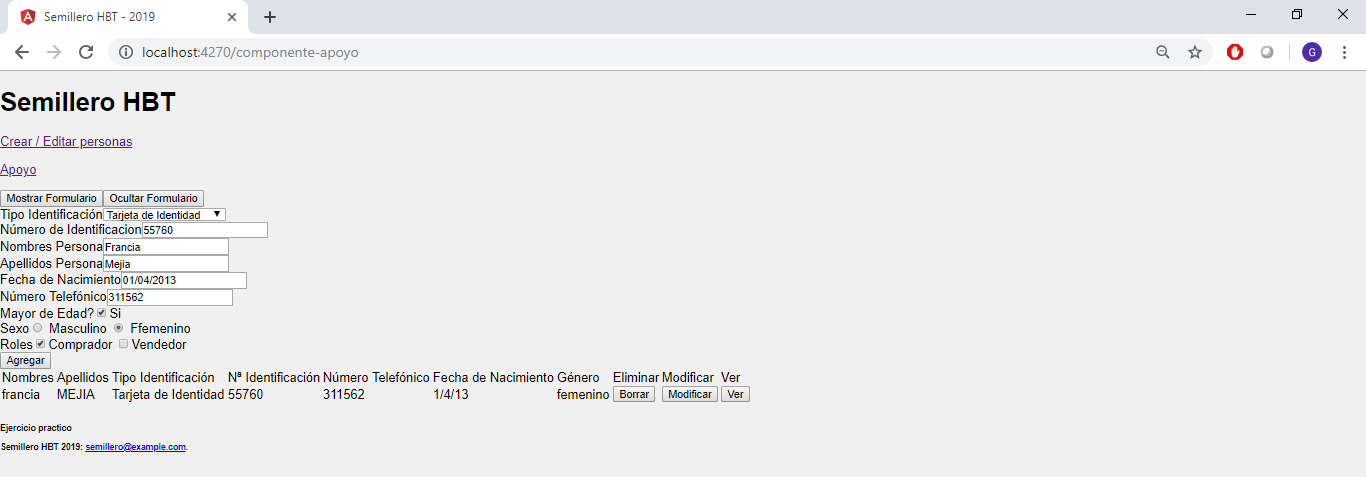 Semillero HBT - 2019
localhost:4270/componente-apoyo
G
Semillero HBT
Crear / Editar personas
Apoyo
Mostrar Formulario Ocultar Formulario
Tipo Identificación Tarjeta de Identidad
Número de Identificacion 55760
Nombres Persona Francia
Apellidos Persona Mejia
Fecha de Nacimiento 01/04/2013
Número Telefónico 311562
Mayor de Edad? Si
Sexo Masculino Ffemenino
Roles Comprador Vendedor
Agregar
Nombres Apellidos Tipo Identificación Nª Identificación Número Telefónico Fecha de Nacimiento Género Eliminar Modificar Ver
francia MEJIA Tarjeta de Identidad 55760 311562 1/4/13 femenino Borrar Modificar Ver
Ejercicio practico
Semillero HBT 2019: semillero@example.com.